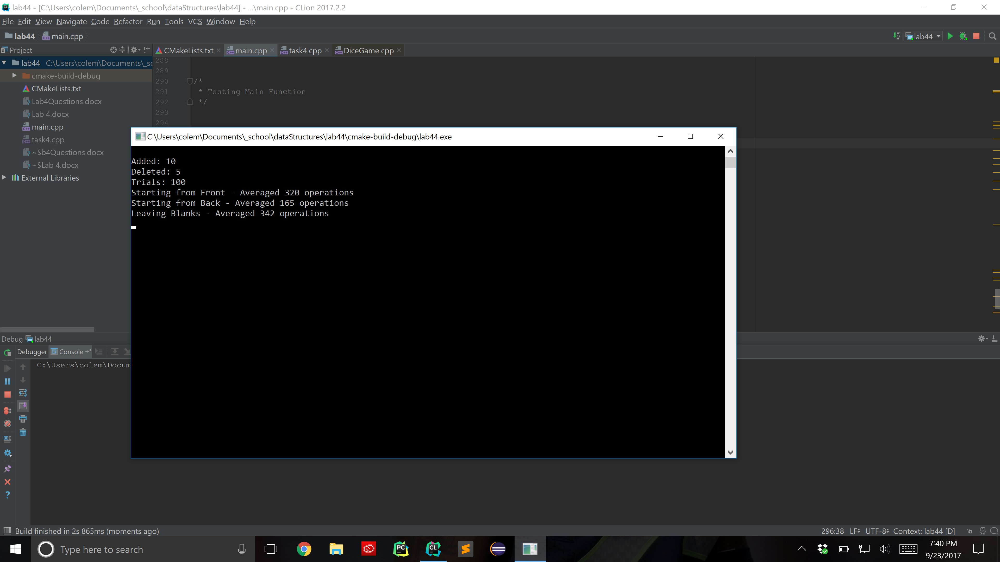 lab44 - [C:\Users\colem\Documents\_school\dataStructures\lab44] - ...\main.cpp - CLion 2017.2.2
File Edit View Navigate Code Refactor Run Tools VCS Window Help
lab44 main.cpp
lab44
Project
CMakeLists.txt main.cpp task4.cpp DiceGame.cpp
lab44 C:\Users\colem\Documents\_sc
cmake-build-debug
CMakeLists.txt
Lab4Questions.docx
Lab 4.docx
main.cpp
task4.cpp
~$b4Questions.docx
~$Lab 4.docx
External Libraries
288
289
290 /*
291 * Testing Main Function
292 */
293
294
C:\Users\colem\Documents\_school\dataStructures\lab44\cmake-build-debug\lab44.exe
Added: 10
Deleted: 5
Trials: 100
Starting from Front - Averaged 320 operations
Starting from Back - Averaged 165 operations
Leaving Blanks - Averaged 342 operations
Debug lab44
Debugger Console
C:\Users\colem\Docum
Build finished in 2s 865ms (moments ago)
296:38 LF UTF-8 Context: lab44 [D]
Type here to search
7:40 PM
9/23/2017